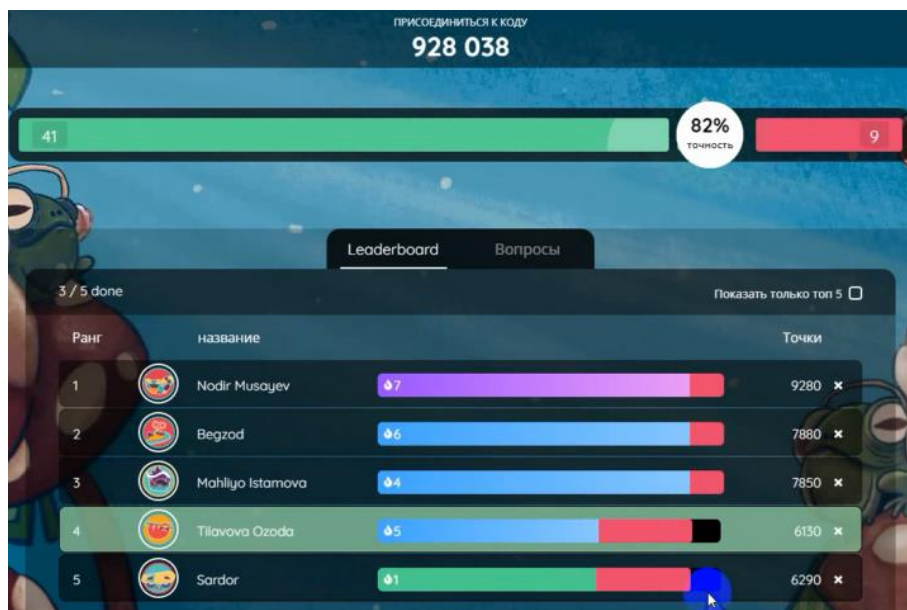 ПРИСОЕДИНИТЬСЯ К КОДУ
928 038
41 82% 9
точность
Leaderboard Вопросы
3 / 5 done Показать только топ 5
Ранг название Точки
1 Nodir Musayev 7 9280 ×
2 Begzod 6 7880 ×
3 Mahliyo Istamova 4 7850 ×
4 Tilavova Ozoda 5 6130 ×
5 Sardor 1 6290 ×